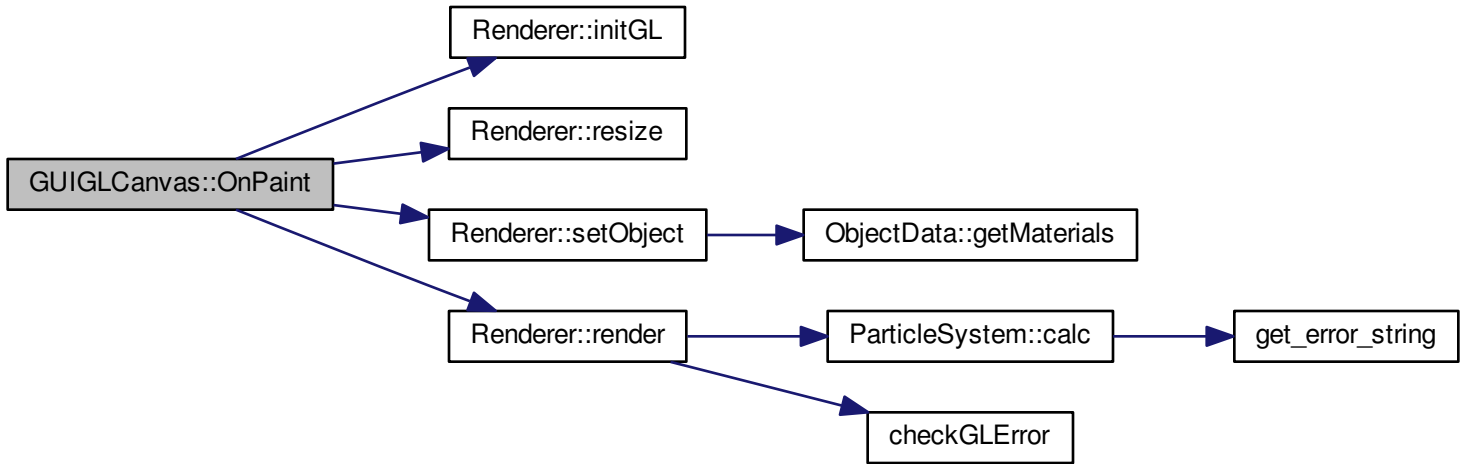 Renderer::initGL
Renderer::resize
GUIGLCanvas::OnPaint
Renderer::setObject
ObjectData::getMaterials
Renderer::render
ParticleSystem::calc
get_error_string
checkGLError